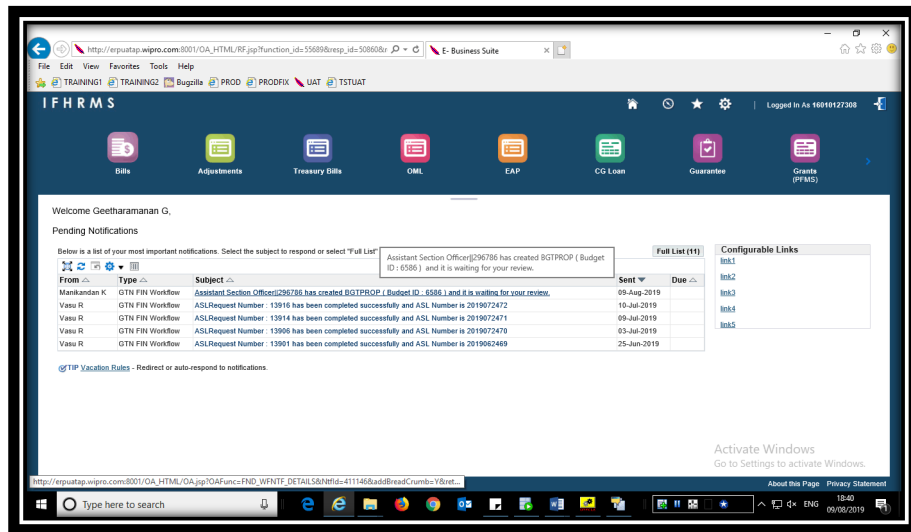 http://erpuatap.wipro.com:8001/OA_HTML/RF.jsp?function_id=55689&resp_id=50860&r
E- Business Suite
File Edit View Favorites Tools Help
TRAINING1 TRAINING2 Bugzilla PROD PRODFIX UAT TSTUAT
IFHRMS
Logged In As 16010127308
Bills Adjustments Treasury Bills OML EAP CG Loan Guarantee Grants
(PFMS)
Welcome Geetharamanan G,
Pending Notifications
Below is a list of your most important notifications. Select the subject to respond or select "Full List"
Full List (11)
Assistant Section Officer||296786 has created BGTPROP ( Budget
ID : 6586 ) and it is waiting for your review.
From Type Subject Sent Due
Manikandan K GTN FIN Workflow Assistant Section Officer||296786 has created BGTPROP ( Budget ID : 6586 ) and it is waiting for your review. 09-Aug-2019
Vasu R GTN FIN Workflow ASLRequest Number : 13916 has been completed successfully and ASL Number is 2019072472 10-Jul-2019
Vasu R GTN FIN Workflow ASLRequest Number : 13914 has been completed successfully and ASL Number is 2019072471 09-Jul-2019
Vasu R GTN FIN Workflow ASLRequest Number : 13906 has been completed successfully and ASL Number is 2019072470 03-Jul-2019
Vasu R GTN FIN Workflow ASLRequest Number : 13901 has been completed successfully and ASL Number is 2019062469 25-Jun-2019
TIP Vacation Rules - Redirect or auto-respond to notifications.
Configurable Links
link1
link2
link3
link4
link5
Activate Windows
Go to Settings to activate Windows.
http://erpuatap.wipro.com:8001/OA_HTML/OA.jsp?OAFunc=FND_WFNTF_DETAILS&NtfId=411146&addBreadCrumb=Y&ret...
About this Page Privacy Statement
Type here to search
ENG
18:40
09/08/2019